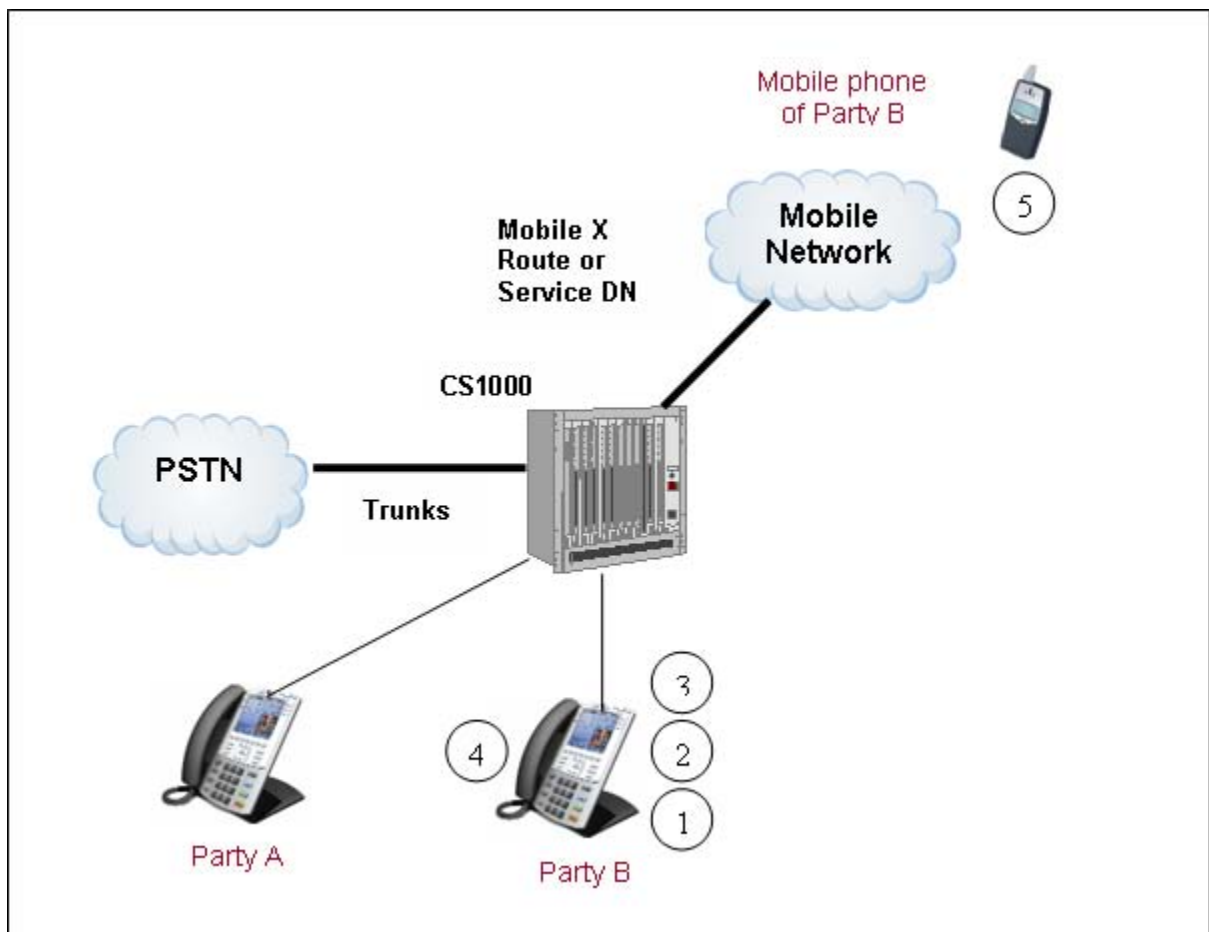 Mobile phone
of Party B
5
Mobile
Network
Mobile X
Route or
Service DN
CS1000
PSTN
Trunks
3
4
2
1
Party A
Party B